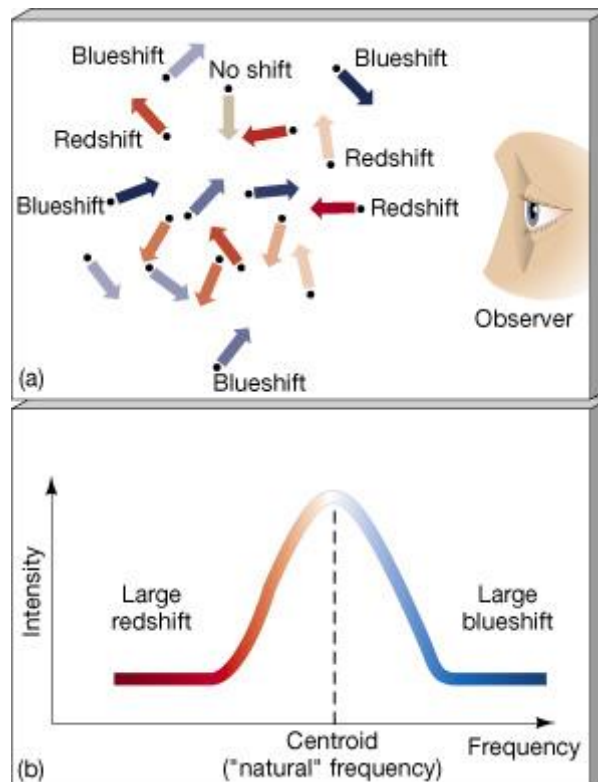 Blueshift
No shift
Blueshift
Redshift
Redshift
Blueshift
Redshift
Observer
Blueshift
(a)
Intensity
Large
redshift
Large
blueshift
Centroid
("natural" frequency)
Frequency
(b)